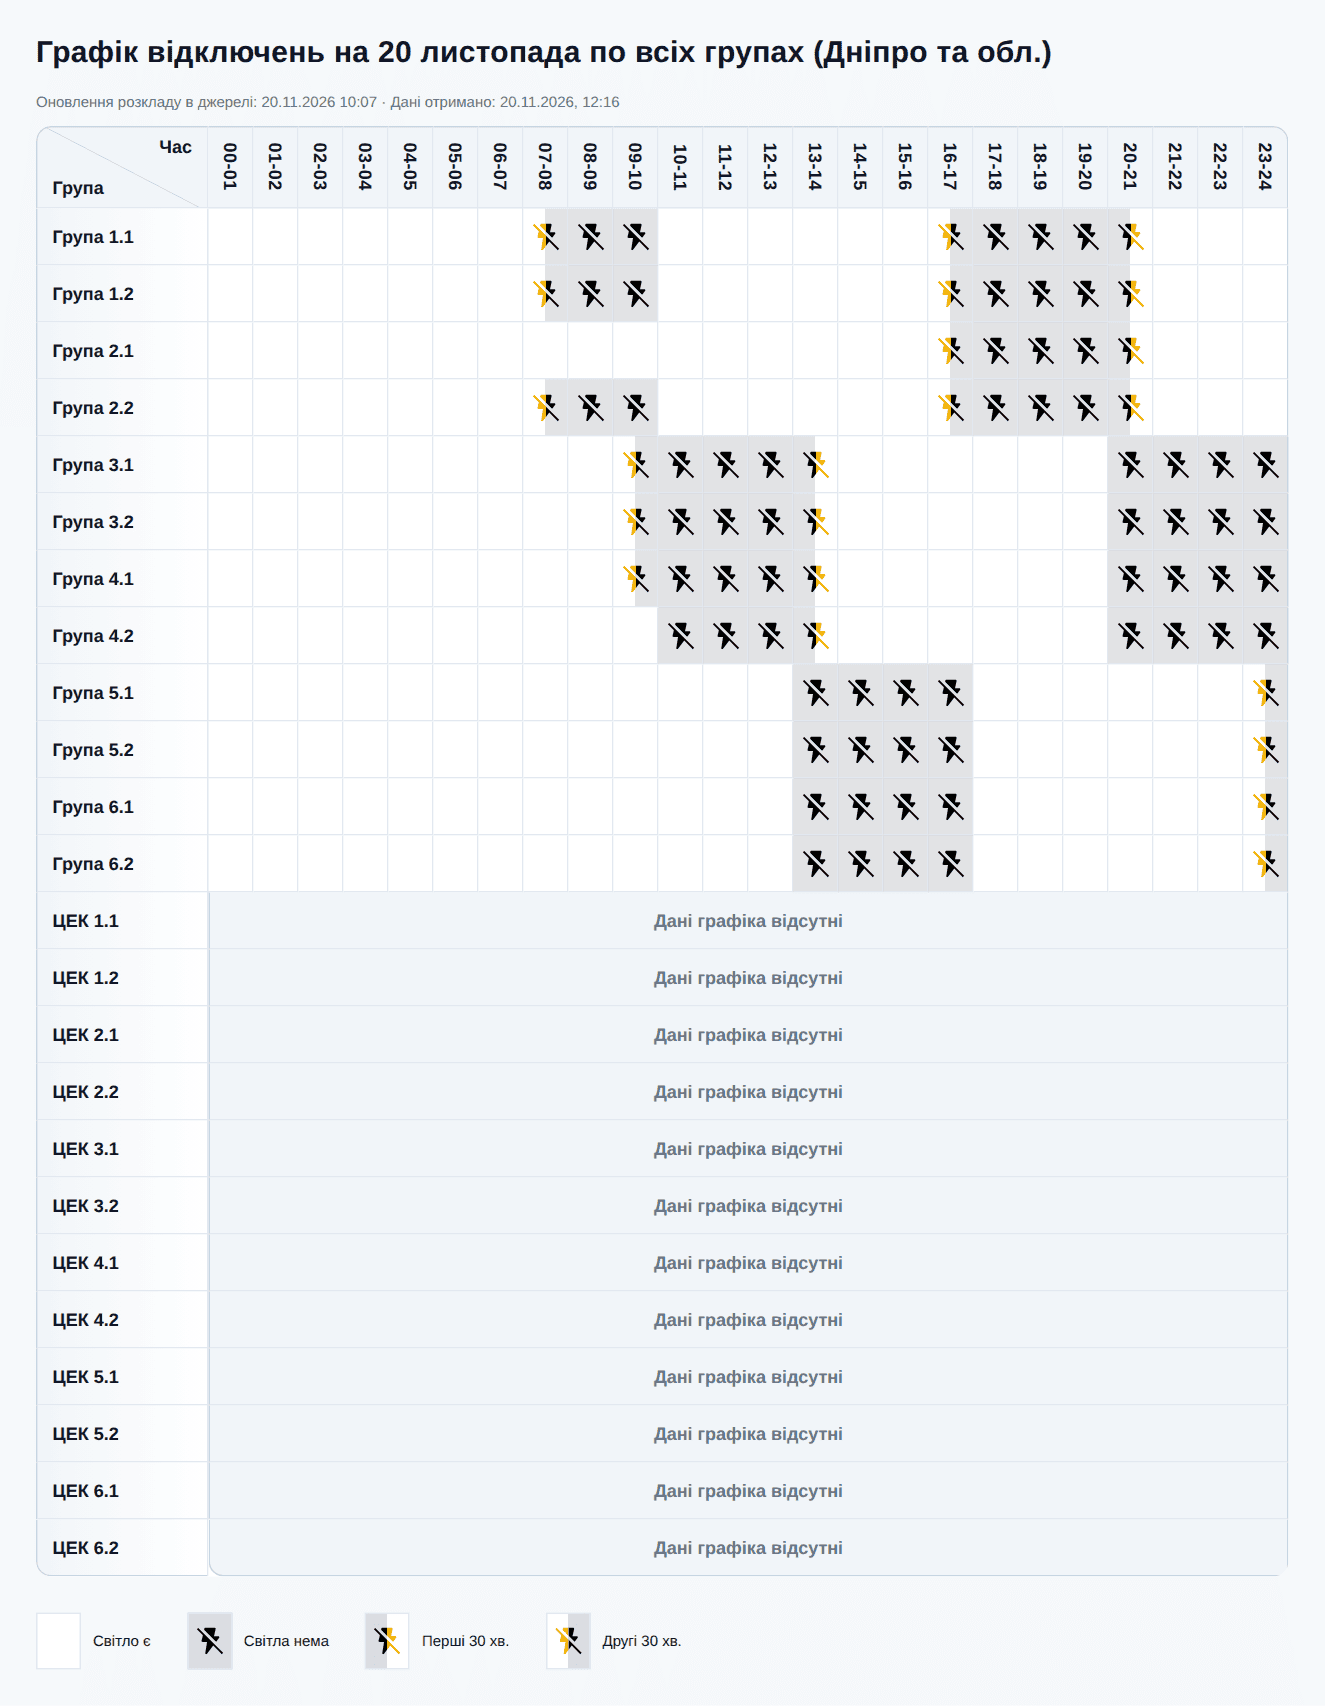 Графік відключень на 20 листопада по всіх групах (Дніпро та обл.)
Оновлення розкладу в джерелі: 20.11.2026 10:07 · Дані отримано: 20.11.2026, 12:16
Час
Група
00-01 01-02 02-03 03-04 04-05 05-06 06-07 07-08 08-09 09-10 10-11 11-12 12-13 13-14 14-15 15-16 16-17 17-18 18-19 19-20 20-21 21-22 22-23 23-24
Група 1.1
Група 1.2
Група 2.1
Група 2.2
Група 3.1
Група 3.2
Група 4.1
Група 4.2
Група 5.1
Група 5.2
Група 6.1
Група 6.2
ЦЕК 1.1 Дані графіка відсутні
ЦЕК 1.2 Дані графіка відсутні
ЦЕК 2.1 Дані графіка відсутні
ЦЕК 2.2 Дані графіка відсутні
ЦЕК 3.1 Дані графіка відсутні
ЦЕК 3.2 Дані графіка відсутні
ЦЕК 4.1 Дані графіка відсутні
ЦЕК 4.2 Дані графіка відсутні
ЦЕК 5.1 Дані графіка відсутні
ЦЕК 5.2 Дані графіка відсутні
ЦЕК 6.1 Дані графіка відсутні
ЦЕК 6.2 Дані графіка відсутні
Світло є Світла нема Перші 30 хв. Другі 30 хв.